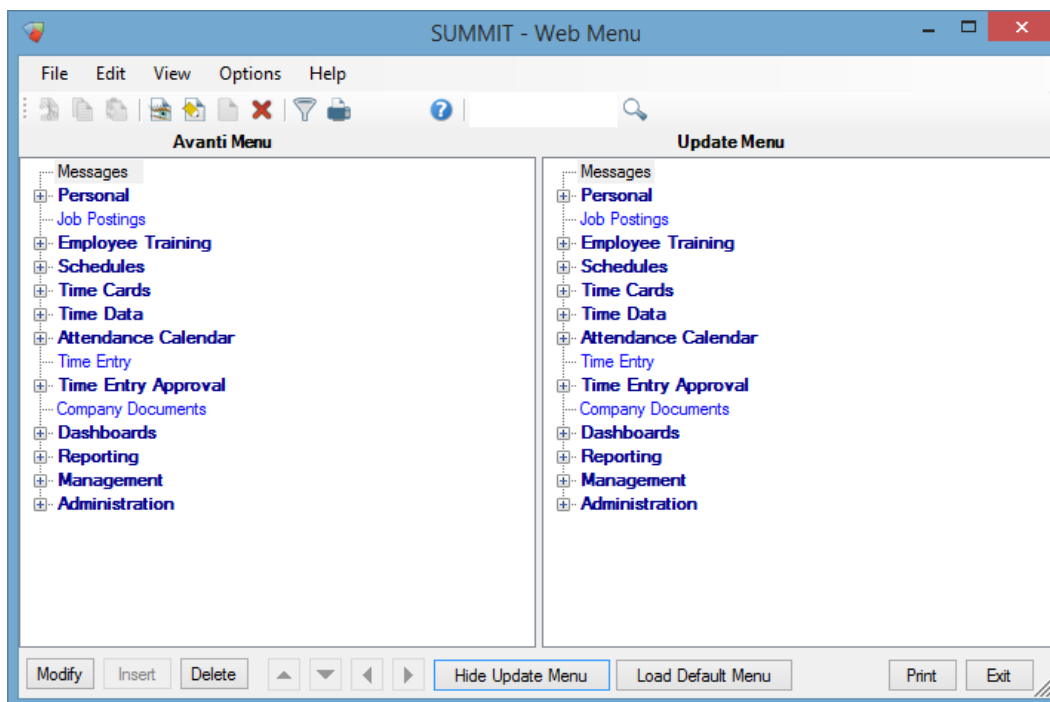 SUMMIT - Web Menu
File Edit View Options Help
Avanti Menu
Update Menu
Messages
Personal
Job Postings
Employee Training
Schedules
Time Cards
Time Data
Attendance Calendar
Time Entry
Time Entry Approval
Company Documents
Dashboards
Reporting
Management
Administration
Messages
Personal
Job Postings
Employee Training
Schedules
Time Cards
Time Data
Attendance Calendar
Time Entry
Time Entry Approval
Company Documents
Dashboards
Reporting
Management
Administration
Modify Insert Delete Hide Update Menu Load Default Menu Print Exit